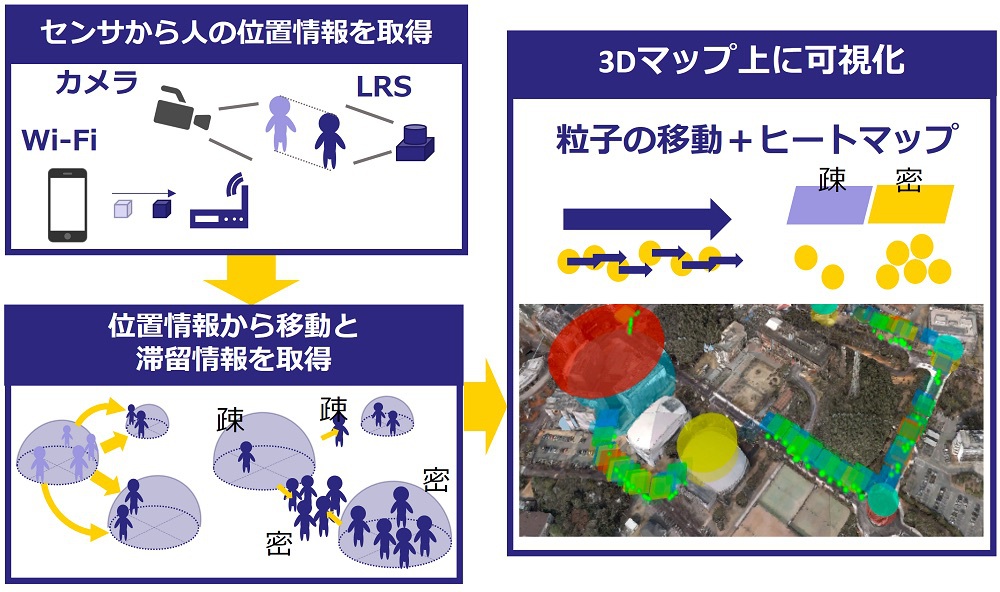 センサから人の位置情報を取得
カメラ
LRS
Wi-Fi
位置情報から移動と
滞留情報を取得
疎
疎
密
密
3Dマップ上に可視化
粒子の移動＋ヒートマップ
疎 密